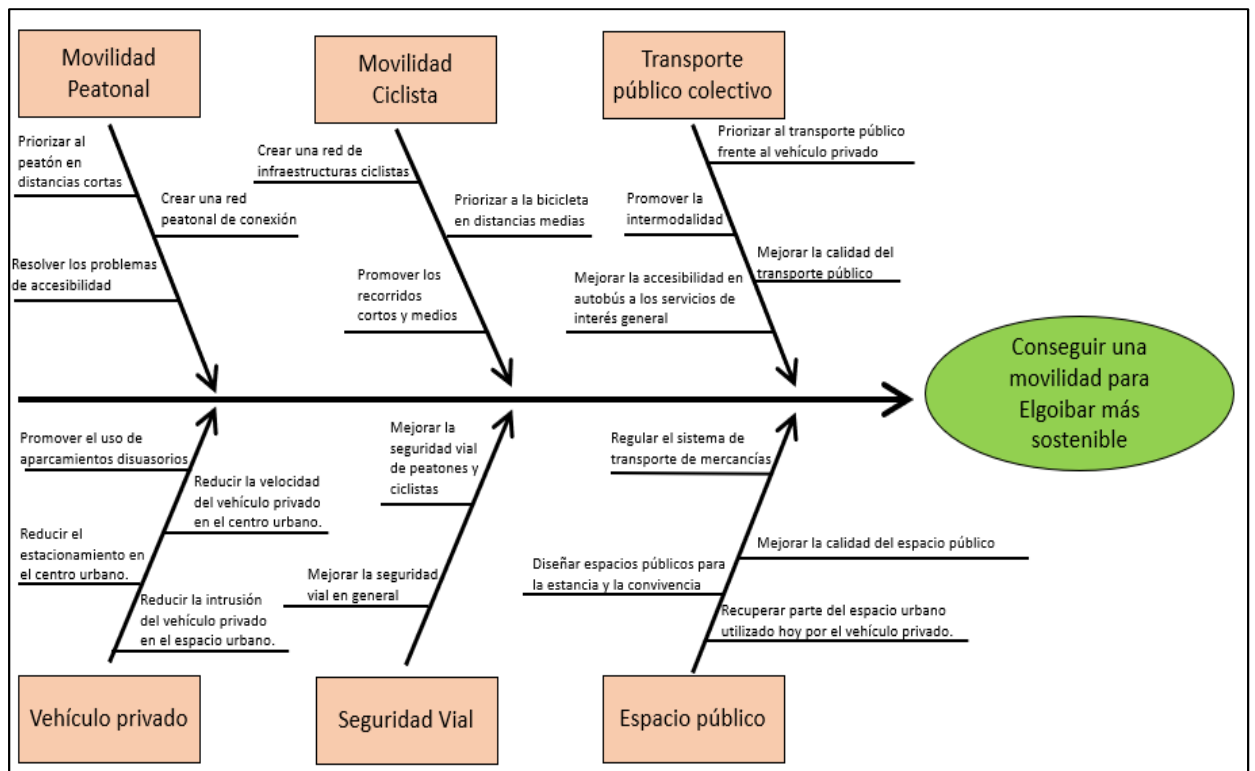 Movilidad
Peatonal
Priorizar al
peatón en
distancias cortas
Crear una red
peatonal de conexión
Resolver los problemas
de accesibilidad
Movilidad
Ciclista
Crear una red de
infraestructuras ciclistas
Priorizar a la bicicleta
en distancias medias
Promover los
recorridos
cortos y medios
Transporte
público colectivo
Priorizar al transporte público
frente al vehículo privado
Promover la
intermodalidad
Mejorar la calidad del
transporte público
Mejorar la accesibilidad en
autobús a los servicios de
interés general
Conseguir una
movilidad para
Elgoibar más
sostenible
Promover el uso de
aparcamientos disuasorios
Reducir la velocidad
del vehículo privado
en el centro urbano.
Reducir el
estacionamiento en
el centro urbano.
Reducir la intrusión
del vehículo privado
en el espacio urbano.
Vehículo privado
Mejorar la
seguridad vial
de peatones y
ciclistas
Mejorar la seguridad
vial en general
Seguridad Vial
Regular el sistema de
transporte de mercancías
Mejorar la calidad del espacio público
Diseñar espacios públicos para
la estancia y la convivencia
Recuperar parte del espacio urbano
utilizado hoy por el vehículo privado.
Espacio público